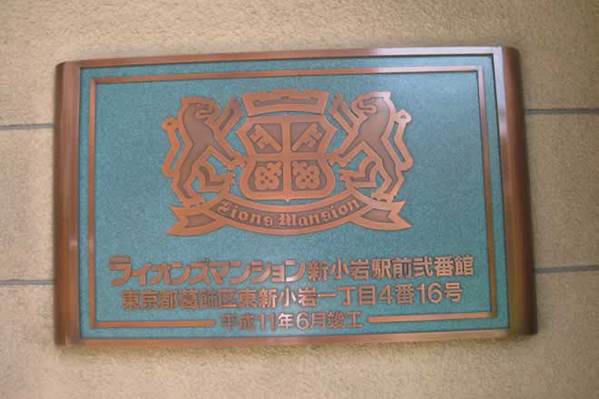 Lions Mansion
ライオンズマンション新小岩駅前弐番館
東京都葛飾区東新小岩一丁目4番16号
平成11年6月竣工